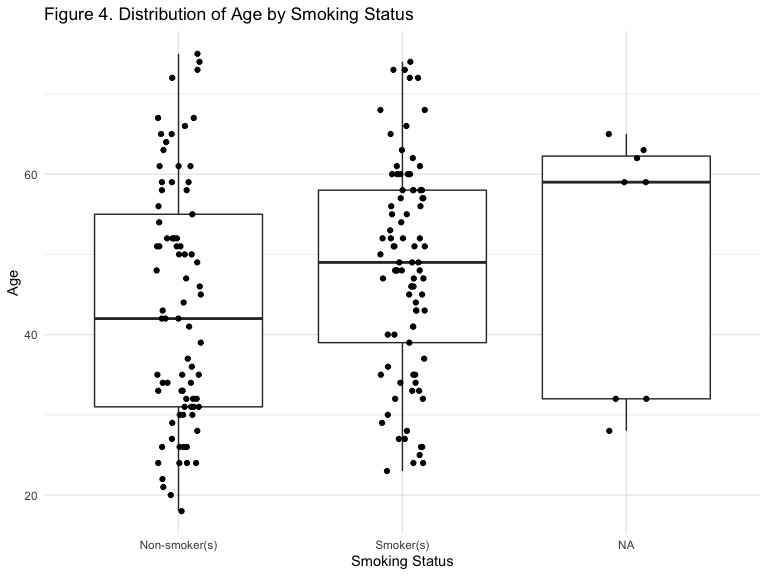 Figure 4. Distribution of Age by Smoking Status
60
40
20
Age
Non-smoker(s)
Smoker(s)
NA
Smoking Status